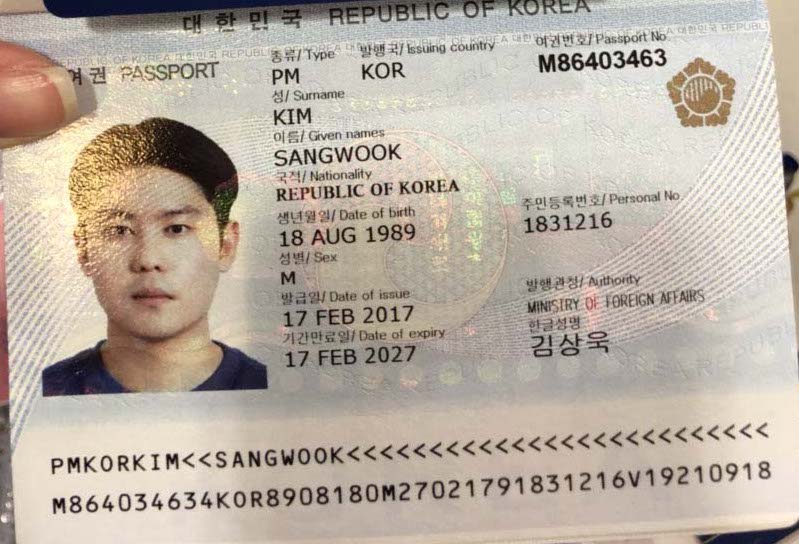 대한민국 REPUBLIC OF KOREA
여권 PASSPORT
종류/ Type 발행국/ Issuing country 여권번호/ Passport No
PM KOR M86403463
성/ Surname
KIM
이름/ Given names
SANGWOOK
국적/ Nationality
REPUBLIC OF KOREA
생년월일/ Date of birth 주민등록번호/ Personal No
18 AUG 1989 1831216
성별/ Sex
M
발급일/ Date of issue 발행관청/ Authority
17 FEB 2017 MINISTRY OF FOREIGN AFFAIRS
기간만료일/ Date of expiry 한글성명
17 FEB 2027 김상욱
PMKORKIM<<SANGWOOK<<<<<<<<<<<<<<<<<<<<<<<<<<
M864034634KOR8908180M27021791831216V19210918